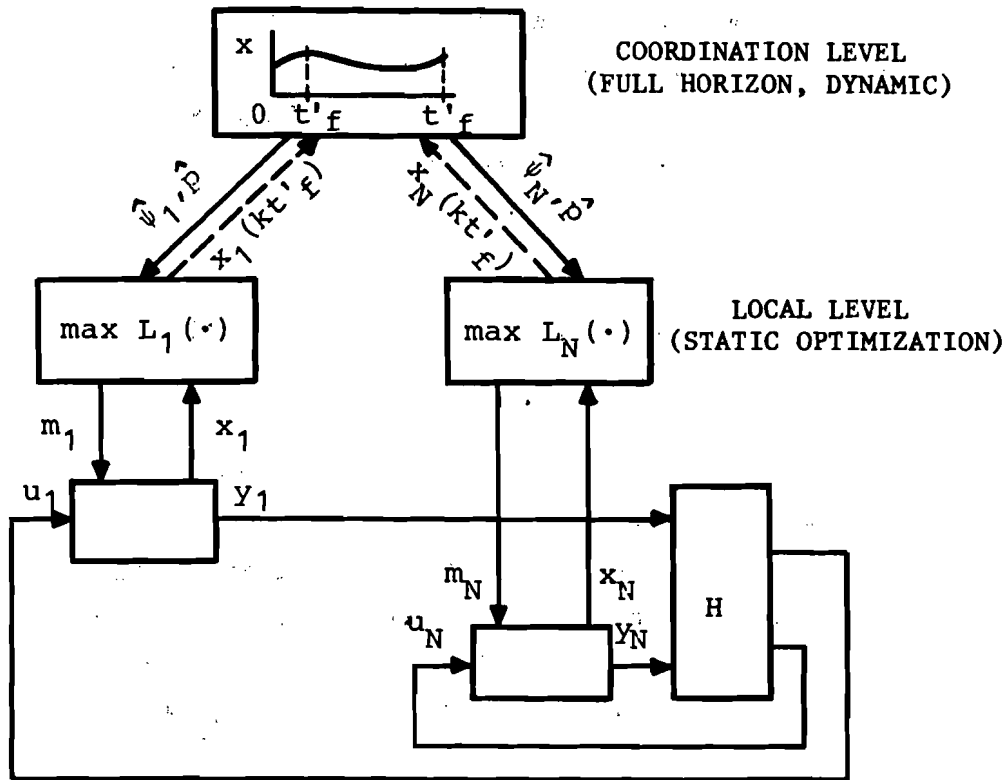 x
0 t'f t'f
COORDINATION LEVEL
(FULL HORIZON, DYNAMIC)
ψ̂1, p̂
x1(kt'f)
xN(kt'f)
ψ̂N, p̂
max L1(·)
max LN(·)
LOCAL LEVEL
(STATIC OPTIMIZATION)
m1
x1
u1
y1
mN
xN
H
uN
yN